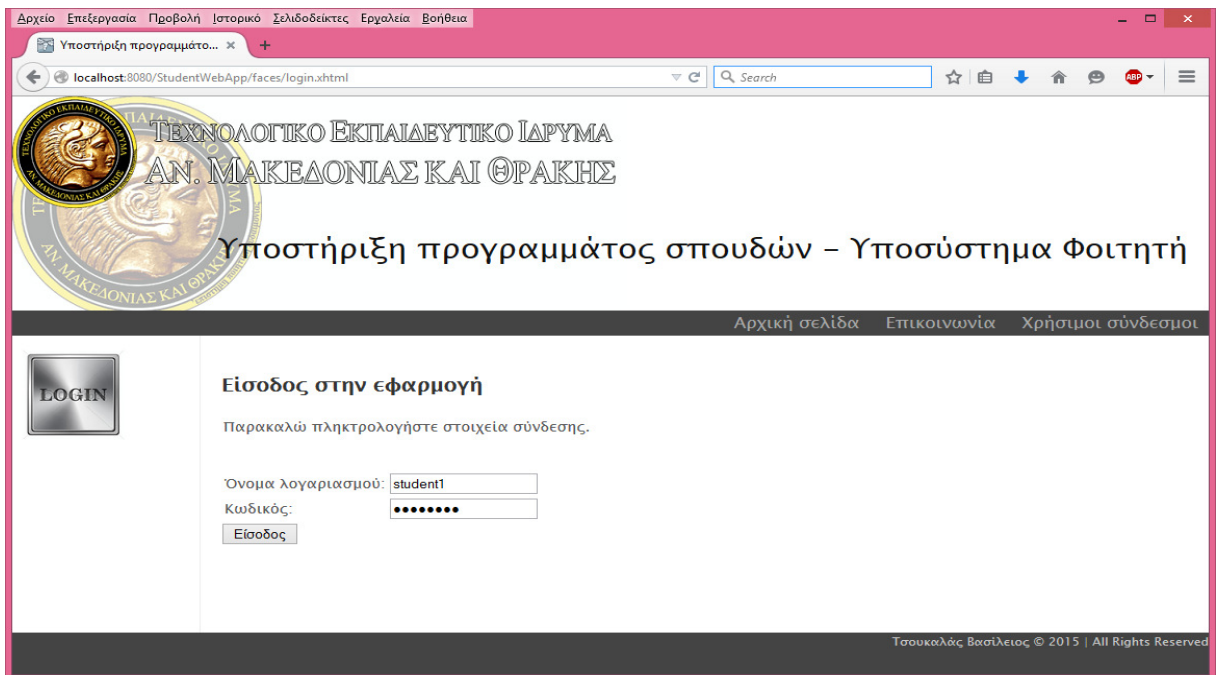 Αρχείο Επεξεργασία Προβολή Ιστορικό Σελιδοδείκτες Εργαλεία Βοήθεια
Υποστήριξη προγραμμάτο... × +
localhost:8080/StudentWebApp/faces/login.xhtml
Search
ABP
ΤΕΧΝΟΛΟΓΙΚΟ ΕΚΠΑΙΔΕΥΤΙΚΟ ΙΔΡΥΜΑ
ΑΝ. ΜΑΚΕΔΟΝΙΑΣ ΚΑΙ ΘΡΑΚΗΣ
Υποστήριξη προγραμμάτος σπουδών – Υποσύστημα Φοιτητή
Αρχική σελίδα Επικοινωνία Χρήσιμοι σύνδεσμοι
LOGIN
Είσοδος στην εφαρμογή
Παρακαλώ πληκτρολογήστε στοιχεία σύνδεσης.
Όνομα λογαριασμού: student1
Κωδικός: ••••••••
Είσοδος
Τσουκαλάς Βασίλειος © 2015 | All Rights Reserved